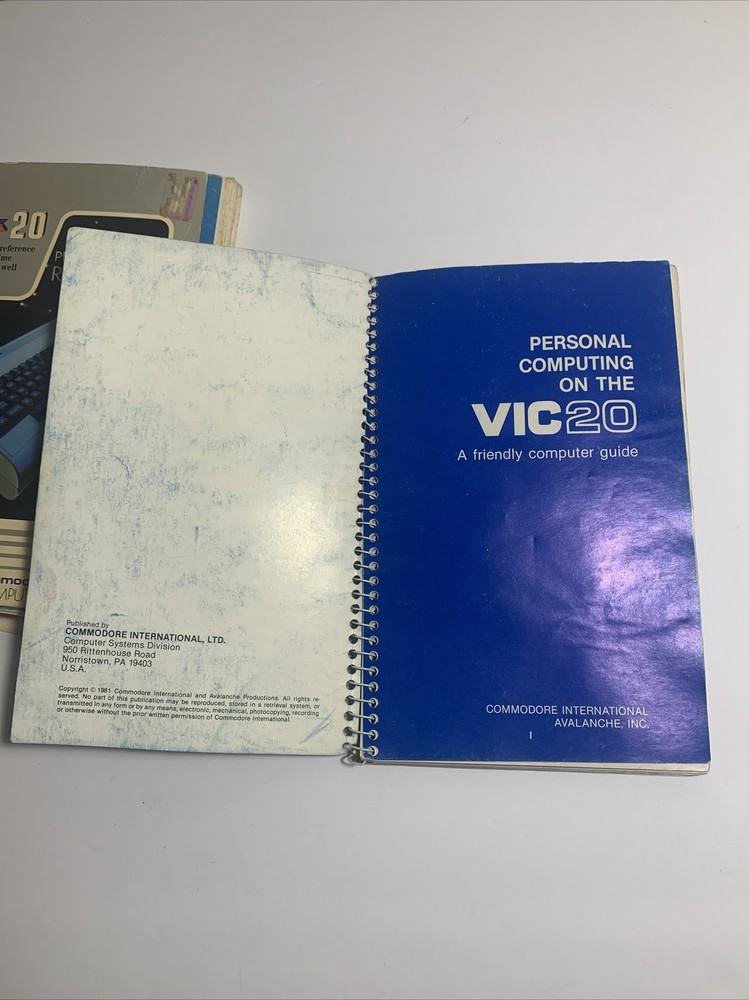 20
reference
well
Published by
COMMODORE INTERNATIONAL, LTD.
Computer Systems Division
950 Rittenhouse Road
Norristown, PA 19403
U.S.A.
Copyright © 1981 Commodore International and Avalanche Productions. All rights re-
served. No part of this publication may be reproduced, stored in a retrieval system, or
transmitted in any form or by any means, electronic, mechanical, photocopying, recording
or otherwise without the prior written permission of Commodore International.
PERSONAL
COMPUTING
ON THE
VIC20
A friendly computer guide
COMMODORE INTERNATIONAL
AVALANCHE, INC.
I